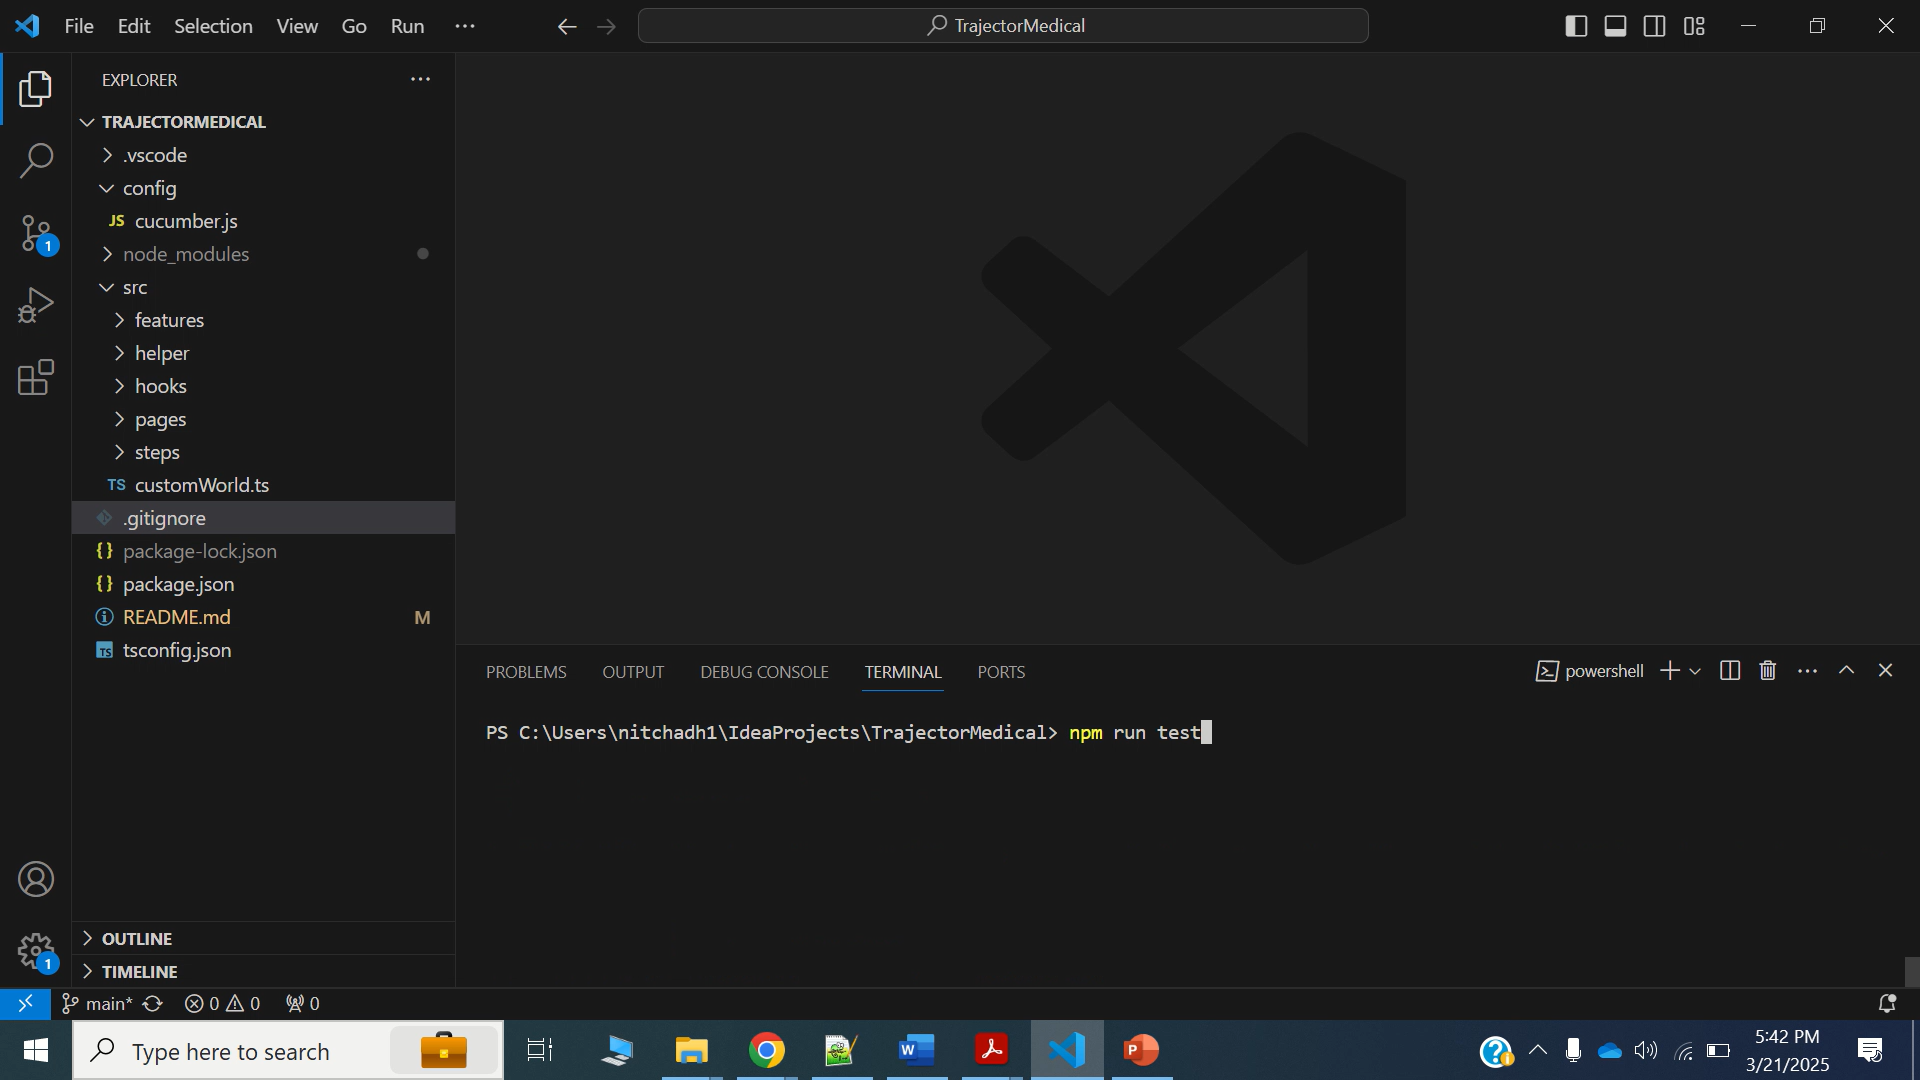 File Edit Selection View Go Run ···
TrajectorMedical
EXPLORER
TRAJECTORMEDICAL
.vscode
config
JS cucumber.js
node_modules
src
features
helper
hooks
pages
steps
TS customWorld.ts
.gitignore
{} package-lock.json
{} package.json
README.md M
TS tsconfig.json
1
1
OUTLINE
TIMELINE
PROBLEMS OUTPUT DEBUG CONSOLE TERMINAL PORTS
powershell
PS C:\Users\nitchadh1\IdeaProjects\TrajectorMedical> npm run test
main* 0 0 0
Type here to search
W
P
5:42 PM
3/21/2025